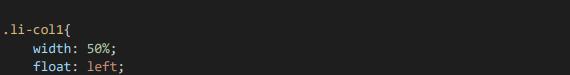 .li-col1{
    width: 50%;
    float: left;